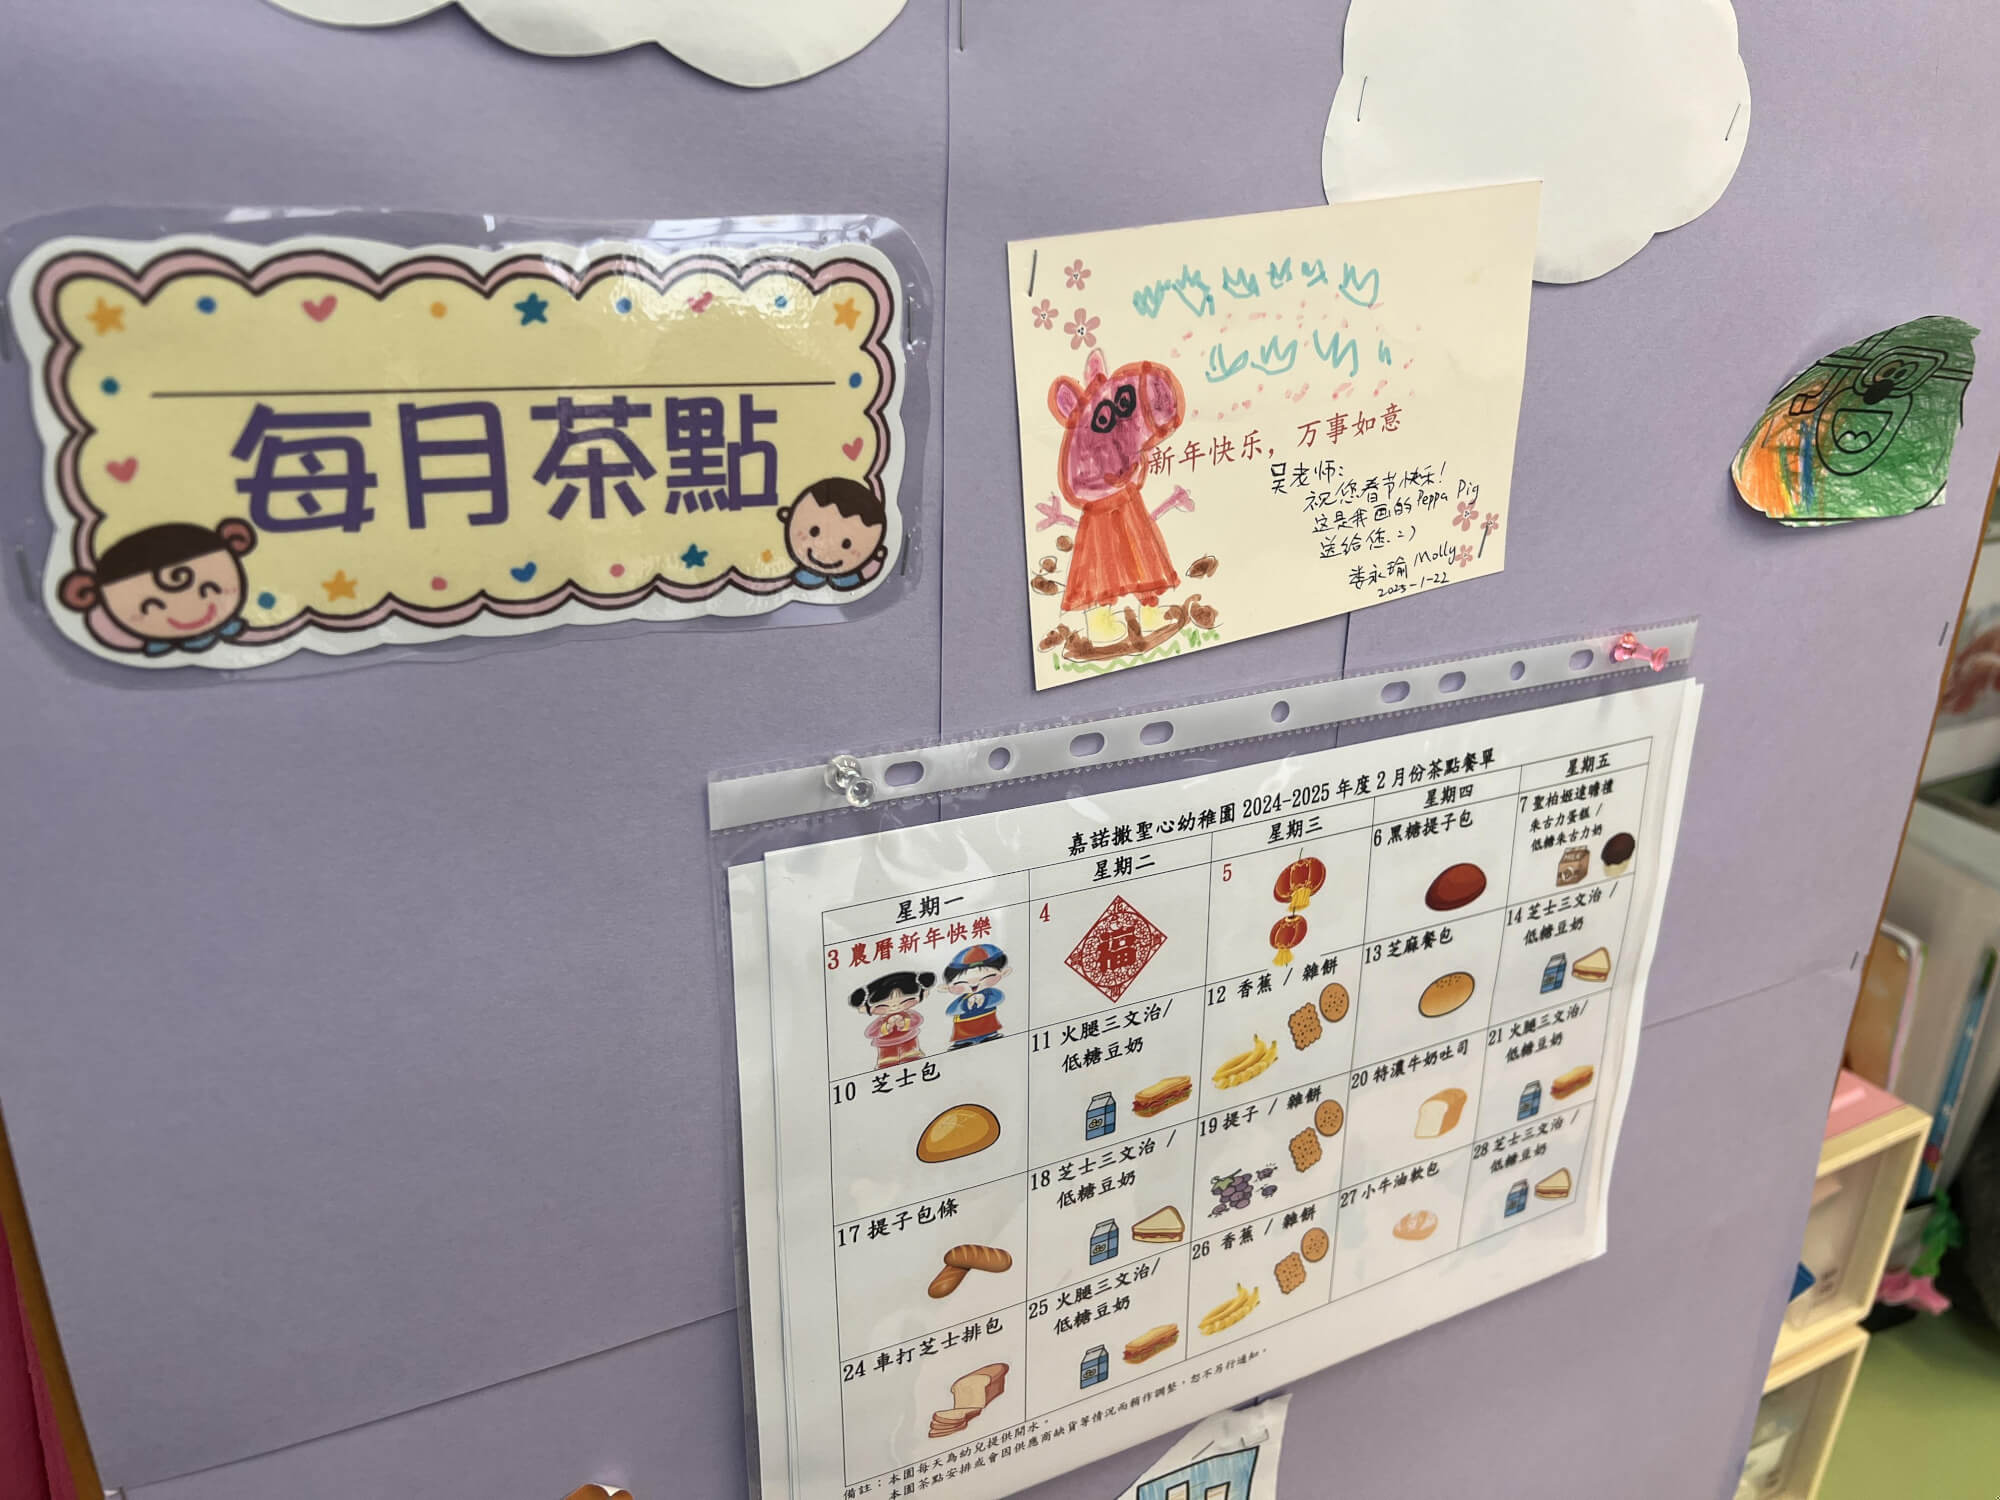 每月茶點
新年快乐，万事如意
吴老师：
祝您春节快乐！
这是我画的Peppa Pig
送给您.:)
娄永瑜 Molly
2025-1-22
嘉諾撒聖心幼稚園 2024-2025 年度 2 月份茶點餐單
星期一 星期二 星期三 星期四 星期五
3 農曆新年快樂
4
福
5
6 黑糖提子包
7 聖柏姬達瞻禮
朱古力蛋糕 /
低糖朱古力奶
10 芝士包
11 火腿三文治/
低糖豆奶
12 香蕉 / 雜餅
13 芝麻餐包
14 芝士三文治 /
低糖豆奶
17 提子包條
18 芝士三文治 /
低糖豆奶
19 提子 / 雜餅
20 特濃牛奶吐司
21 火腿三文治/
低糖豆奶
24 車打芝士排包
25 火腿三文治/
低糖豆奶
26 香蕉 / 雜餅
27 小牛油軟包
28 芝士三文治 /
低糖豆奶
備註：本園每天為幼兒提供開水。
本園茶點安排或會因供應商缺貨等情況而稍作調整，恕不另行通知。